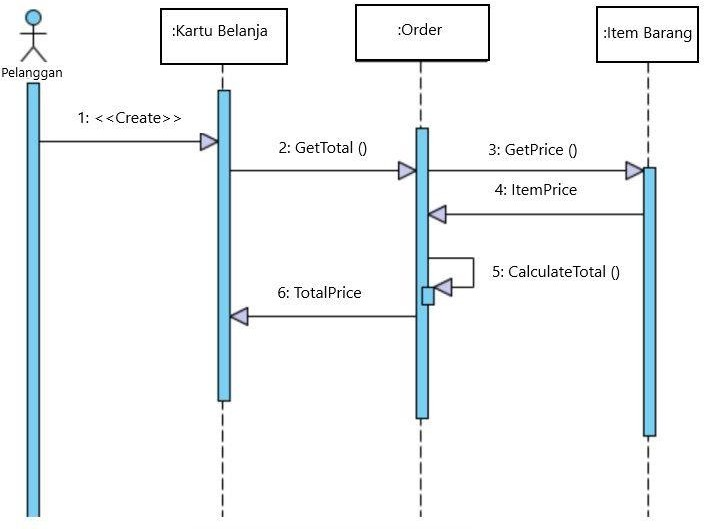 :Kartu Belanja
:Order
:Item Barang
Pelanggan
1: <<Create>>
2: GetTotal ()
3: GetPrice ()
4: ItemPrice
5: CalculateTotal ()
6: TotalPrice